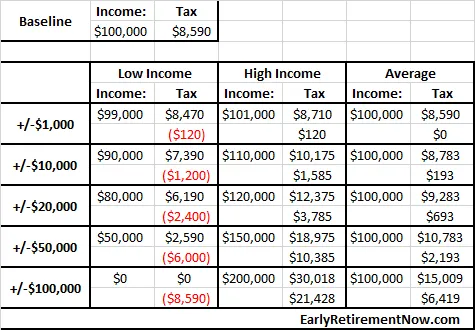 Baseline Income: Tax
$100,000 $8,590
Low Income High Income Average
Income: Tax Income: Tax Income: Tax
+/-$1,000 $99,000 $8,470 $101,000 $8,710 $100,000 $8,590
($120) $120 $0
+/-$10,000 $90,000 $7,390 $110,000 $10,175 $100,000 $8,783
($1,200) $1,585 $193
+/-$20,000 $80,000 $6,190 $120,000 $12,375 $100,000 $9,283
($2,400) $3,785 $693
+/-$50,000 $50,000 $2,590 $150,000 $18,975 $100,000 $10,783
($6,000) $10,385 $2,193
+/-$100,000 $0 $0 $200,000 $30,018 $100,000 $15,009
($8,590) $21,428 $6,419
EarlyRetirementNow.com